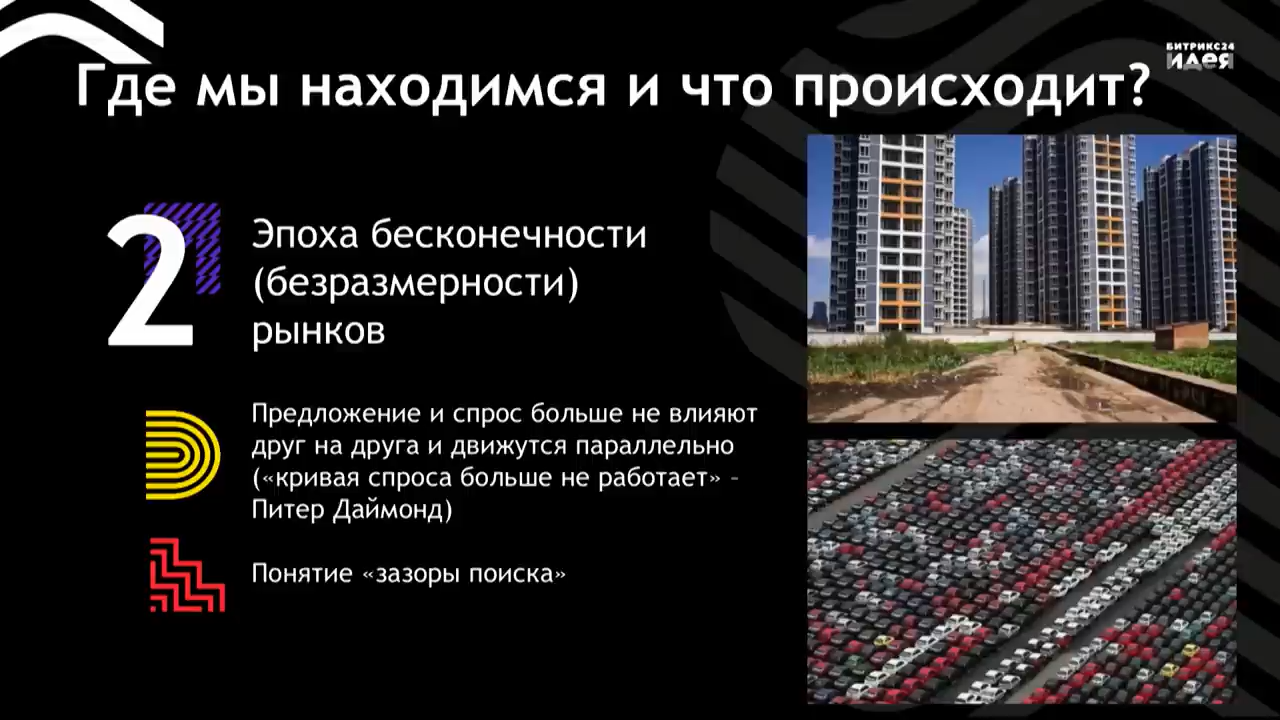 БИТРИКС24
идея
Где мы находимся и что происходит?
2
Эпоха бесконечности
(безразмерности)
рынков
Предложение и спрос больше не влияют
друг на друга и движутся параллельно
(«кривая спроса больше не работает» –
Питер Даймонд)
Понятие «зазоры поиска»